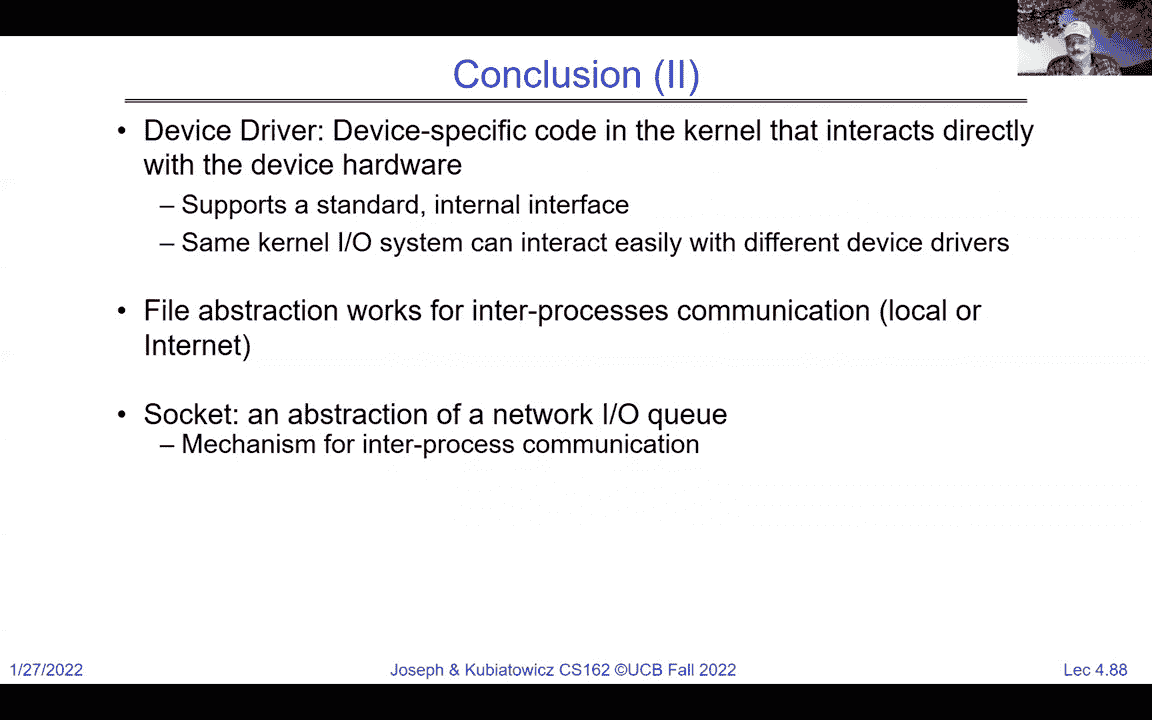 Conclusion (II)
• Device Driver: Device-specific code in the kernel that interacts directly
with the device hardware
– Supports a standard, internal interface
– Same kernel I/O system can interact easily with different device drivers
• File abstraction works for inter-processes communication (local or
Internet)
• Socket: an abstraction of a network I/O queue
– Mechanism for inter-process communication
1/27/2022
Joseph & Kubiatowicz CS162 ©UCB Fall 2022
Lec 4.88